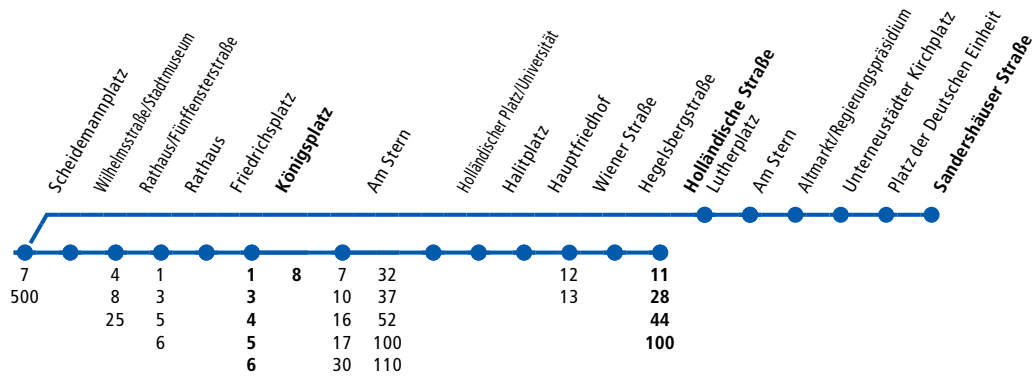 Scheidemannplatz
Wilhelmsstraße/Stadtmuseum
Rathaus/Fünffensterstraße
Rathaus
Friedrichsplatz
Königsplatz
Am Stern
Holländischer Platz/Universität
Halitplatz
Hauptfriedhof
Wiener Straße
Hegelsbergstraße
Holländische Straße
Lutherplatz
Am Stern
Altmarkt/Regierungspräsidium
Unterneustädter Kirchplatz
Platz der Deutschen Einheit
Sandershäuser Straße
7 4 1 1 8 7 32 12 11
500 8 3 3 10 37 13 28
25 5 4 16 52 44
6 5 17 100 100
6 30 110